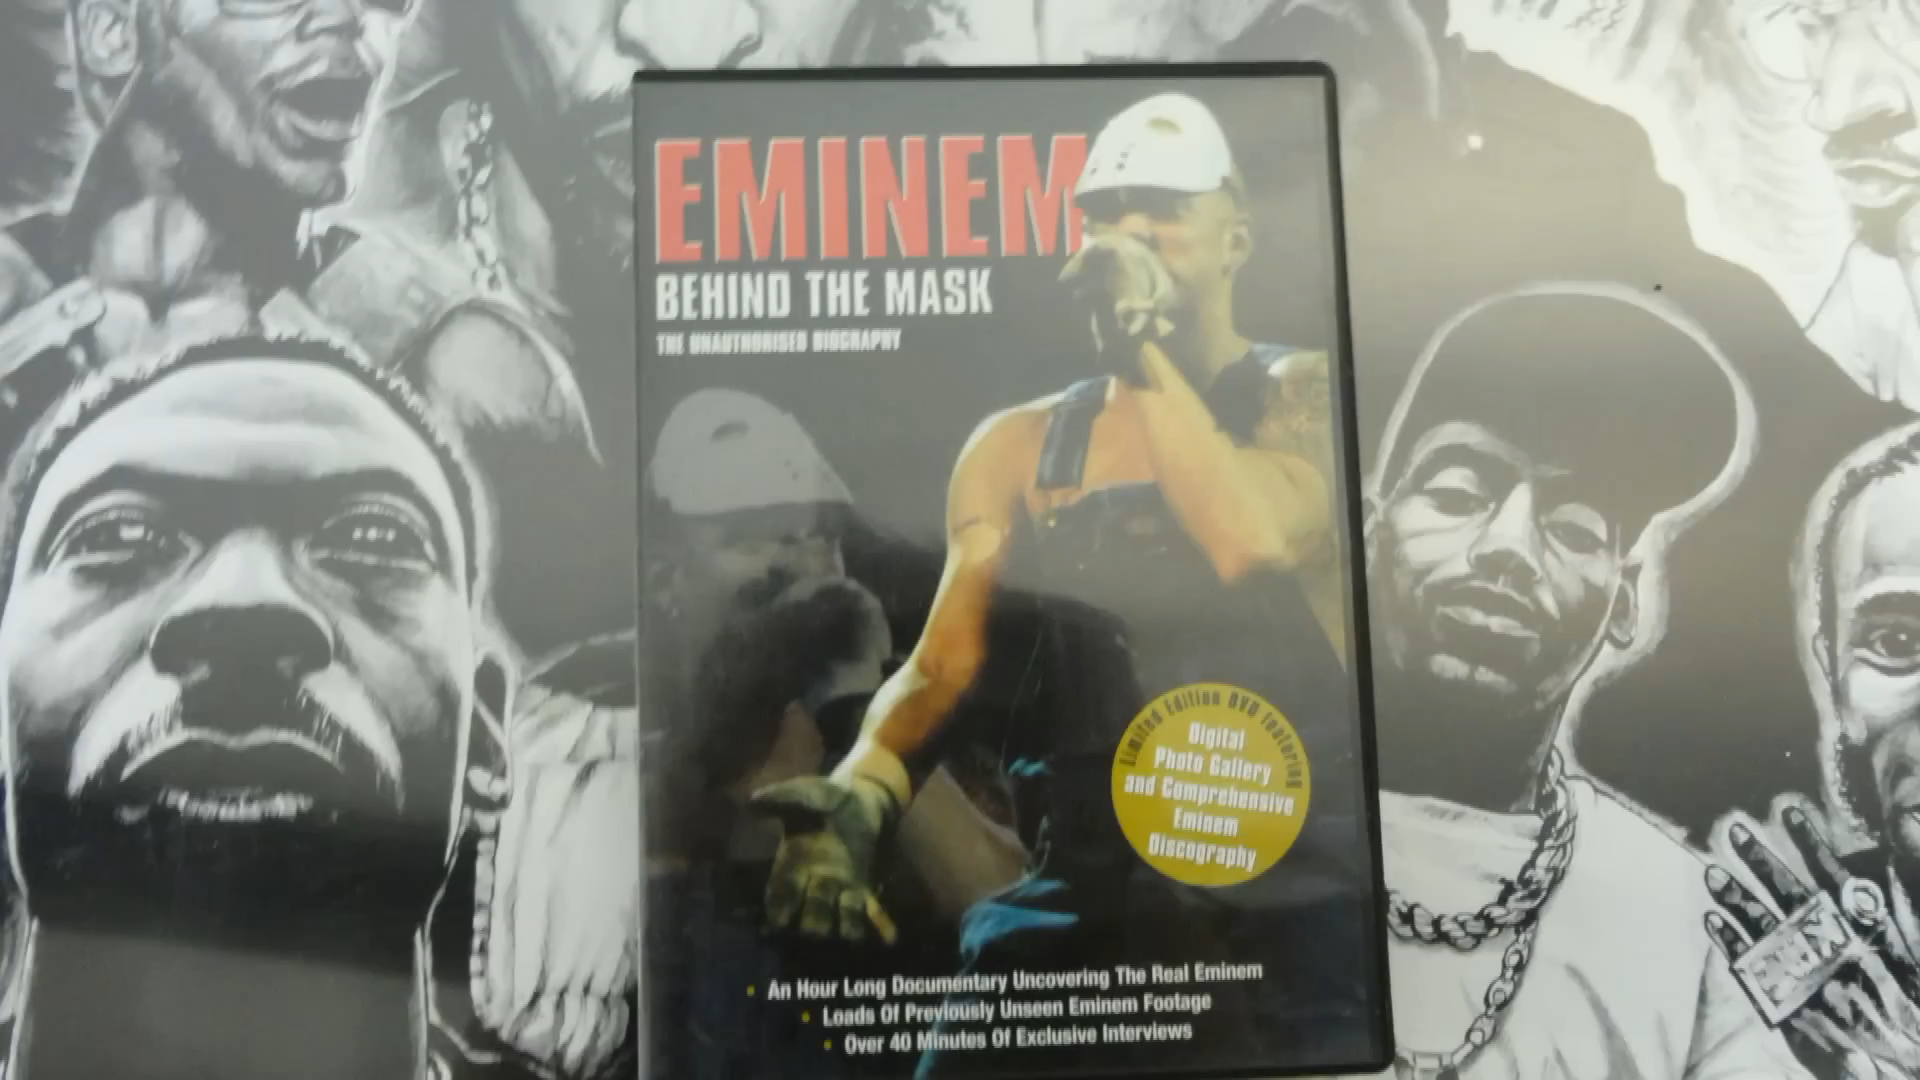 EMINEM
BEHIND THE MASK
THE UNAUTHORISED BIOGRAPHY
Limited Edition DVD featuring
Digital
Photo Gallery
and Comprehensive
Eminem
Discography
• An Hour Long Documentary Uncovering The Real Eminem
• Loads Of Previously Unseen Eminem Footage
• Over 40 Minutes Of Exclusive Interviews